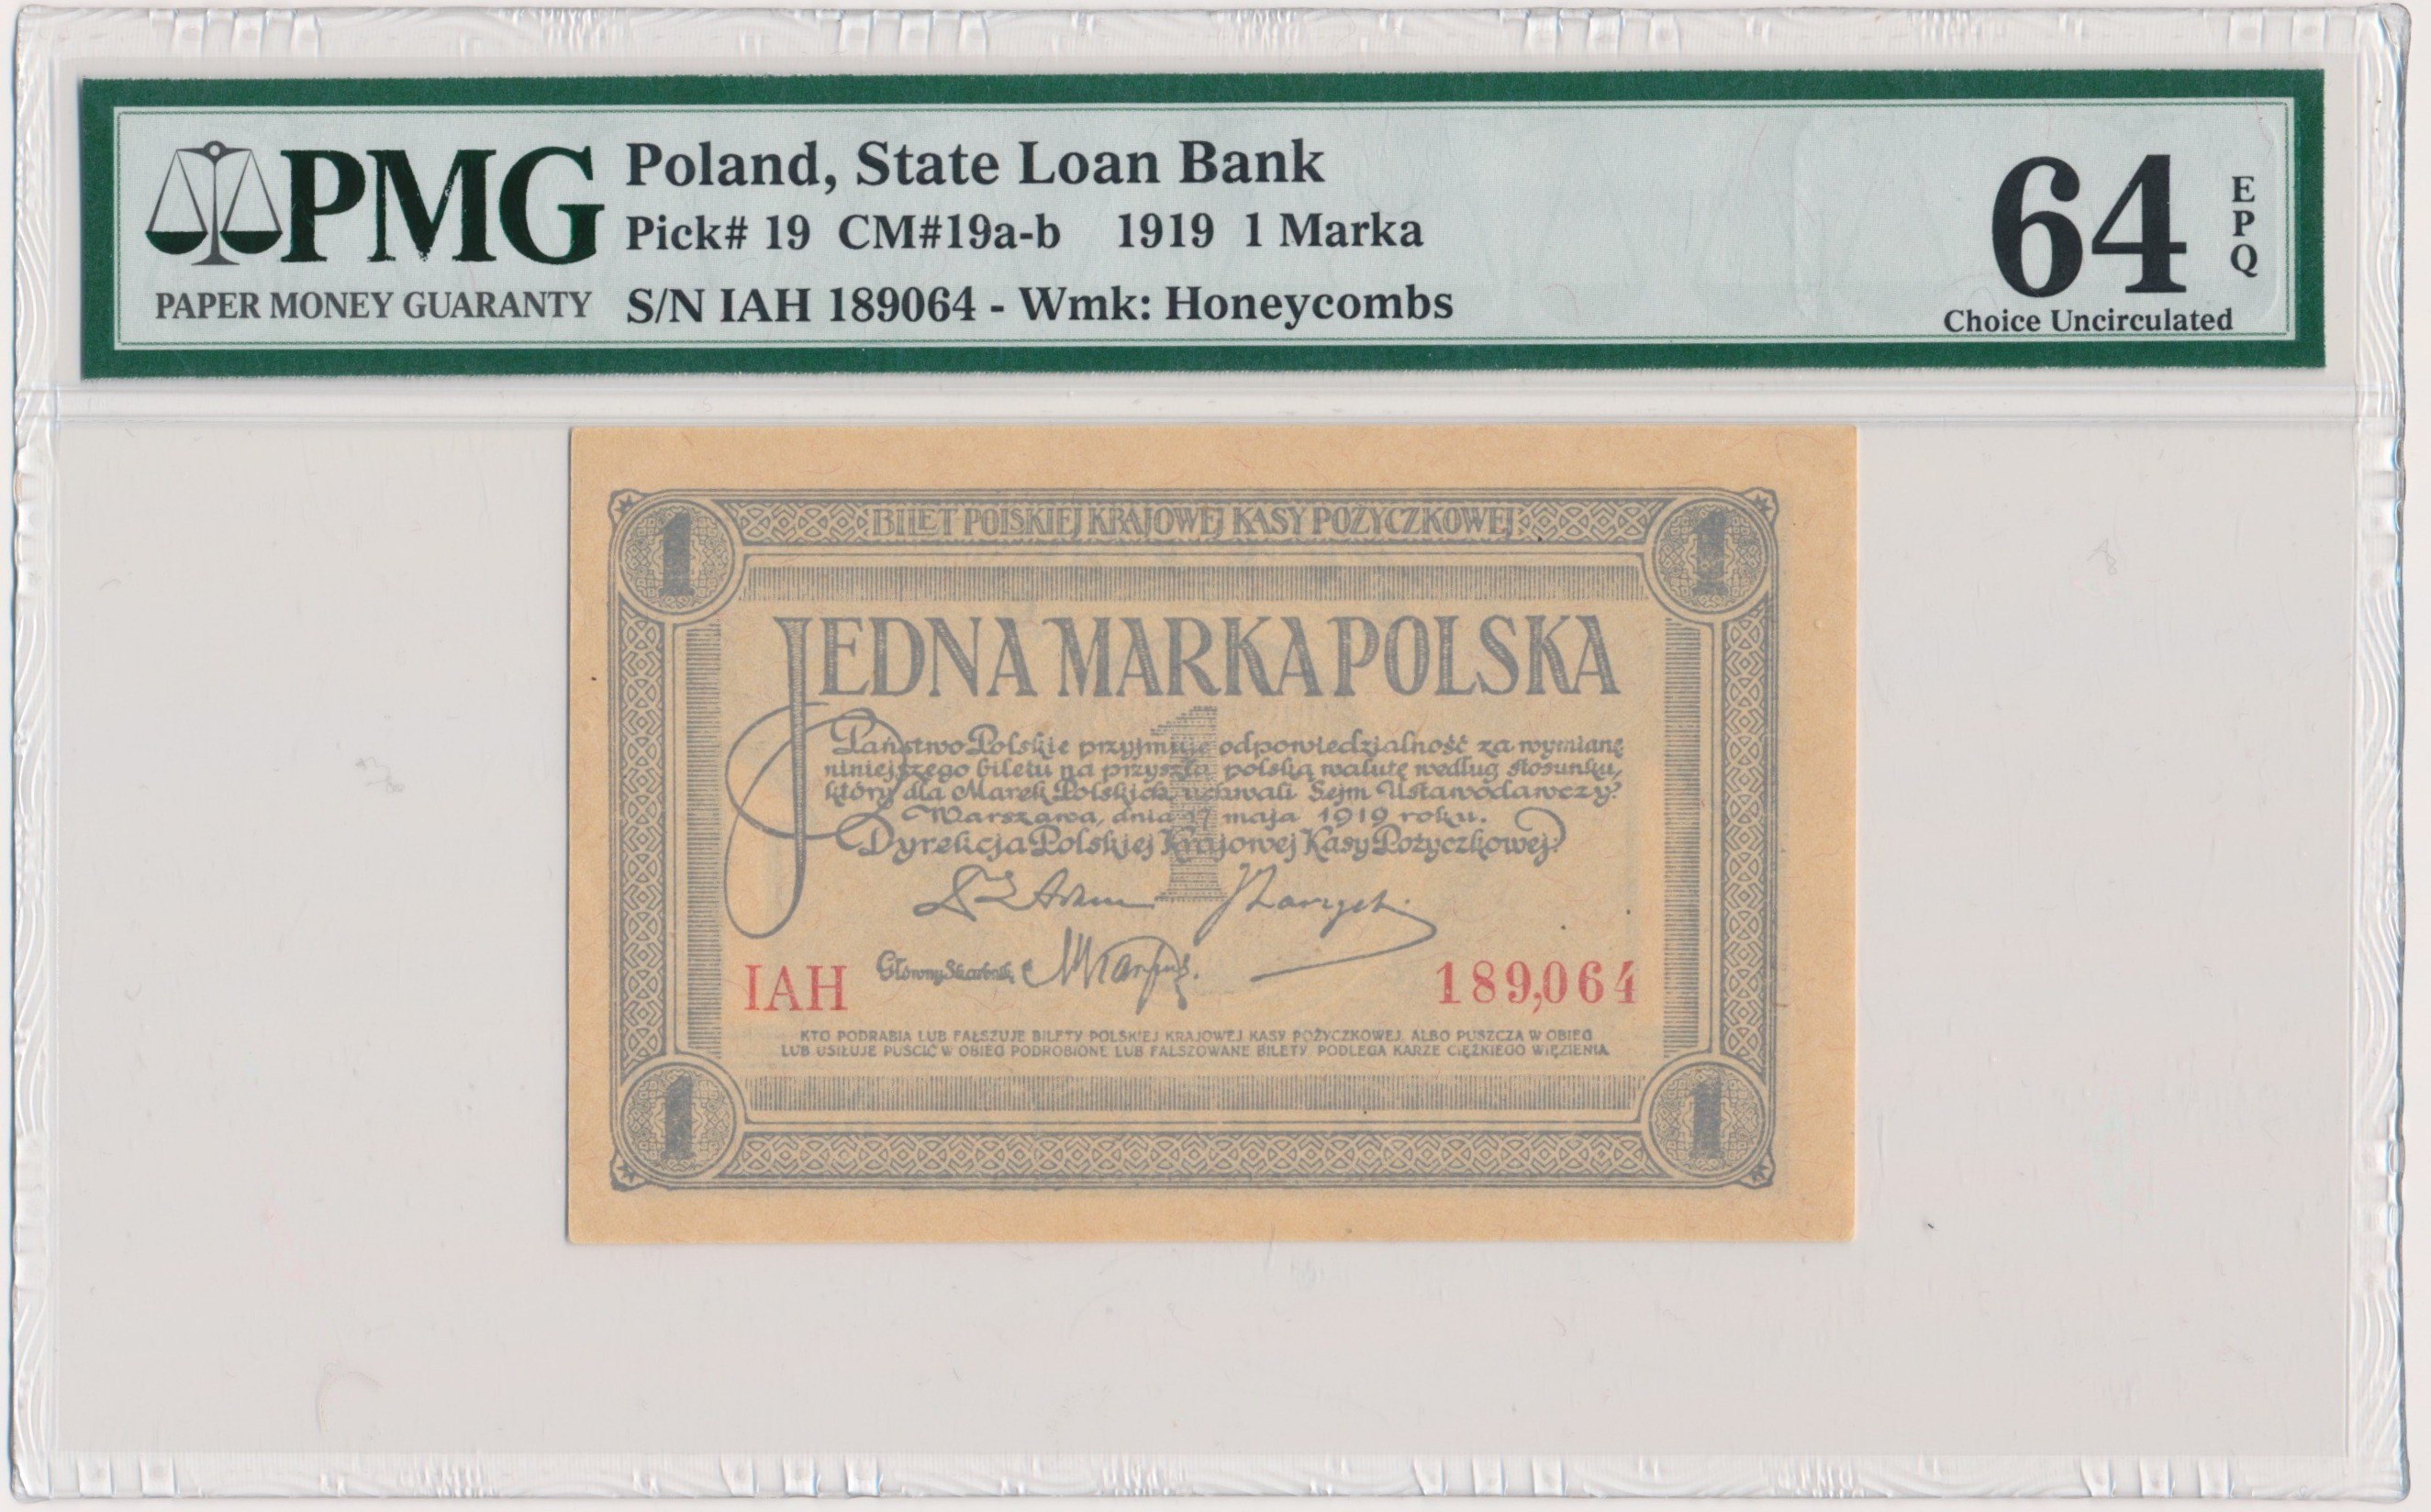 PMG
PAPER MONEY GUARANTY
Poland, State Loan Bank
Pick# 19 CM#19a-b 1919 1 Marka
S/N IAH 189064 - Wmk: Honeycombs
64
EPQ
Choice Uncirculated
1 BILET POLSKIEJ KRAJOWEJ KASY POŻYCZKOWEJ 1
JEDNA MARKA POLSKA
1
Państwo Polskie przyjmuje odpowiedzialność za wymianę
niniejszego biletu na przyszłą polską walutę według stosunku,
który dla Marek Polskich uchwali Sejm Ustawodawczy.
Warszawa, dnia 17 maja 1919 roku.
Dyrekcja Polskiej Krajowej Kasy Pożyczkowej:
IAH Główny Skarbnik 189,064
KTO PODRABIA LUB FAŁSZUJE BILETY POLSKIEJ KRAJOWEJ KASY POŻYCZKOWEJ, ALBO PUSZCZA W OBIEG
LUB USIŁUJE PUŚCIĆ W OBIEG PODROBIONE LUB FAŁSZOWANE BILETY, PODLEGA KARZE CIĘŻKIEGO WIĘZIENIA.
1 1